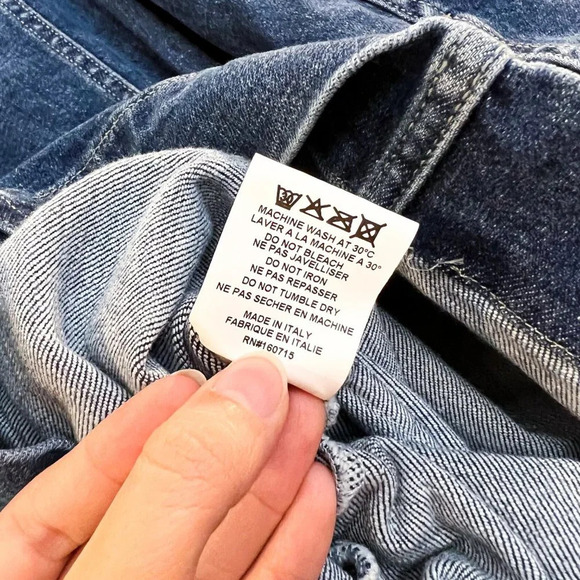 30
MACHINE WASH AT 30°C
LAVER A LA MACHINE A 30°
DO NOT BLEACH
NE PAS JAVELLISER
DO NOT IRON
NE PAS REPASSER
DO NOT TUMBLE DRY
NE PAS SECHER EN MACHINE
MADE IN ITALY
FABRIQUE EN ITALIE
RN#160715